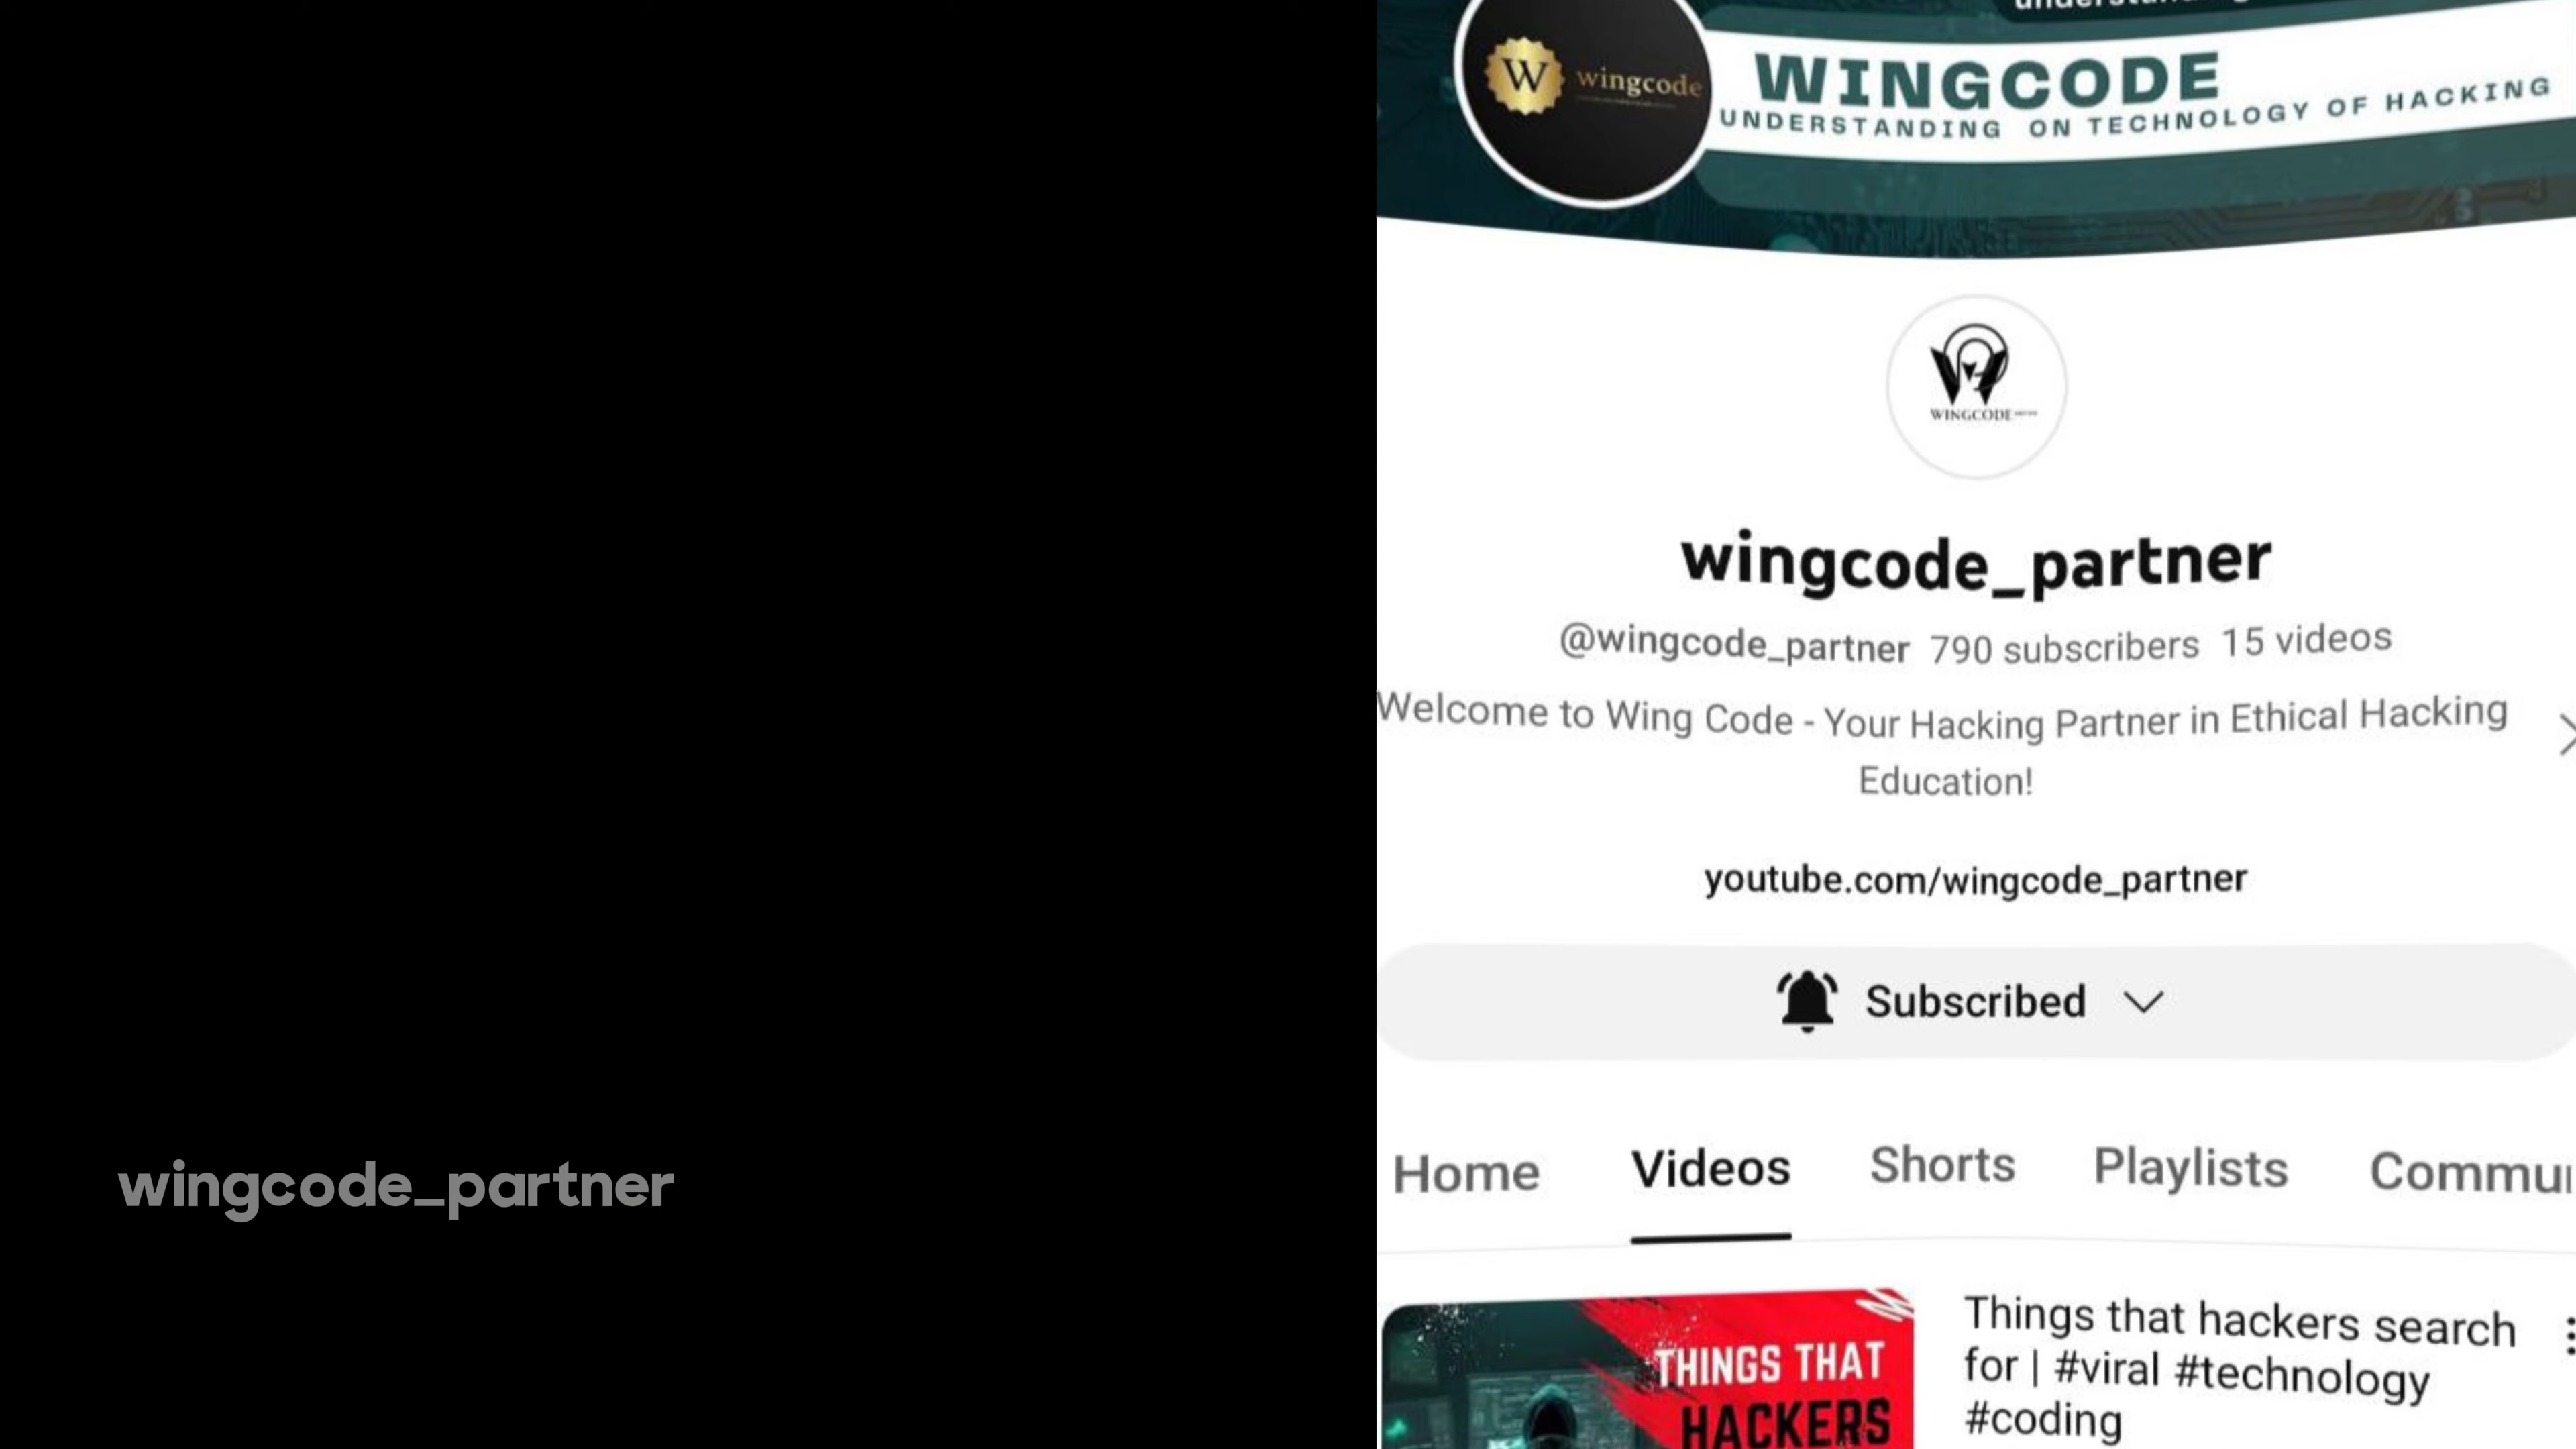 WINGCODE
UNDERSTANDING ON TECHNOLOGY OF HACKING
W wingcode
WINGCODE
wingcode_partner
@wingcode_partner 790 subscribers 15 videos
Welcome to Wing Code - Your Hacking Partner in Ethical Hacking
Education!
youtube.com/wingcode_partner
Subscribed
Home Videos Shorts Playlists
THINGS THAT
HACKERS
Things that hackers search
for | #viral #technology
#coding
wingcode_partner